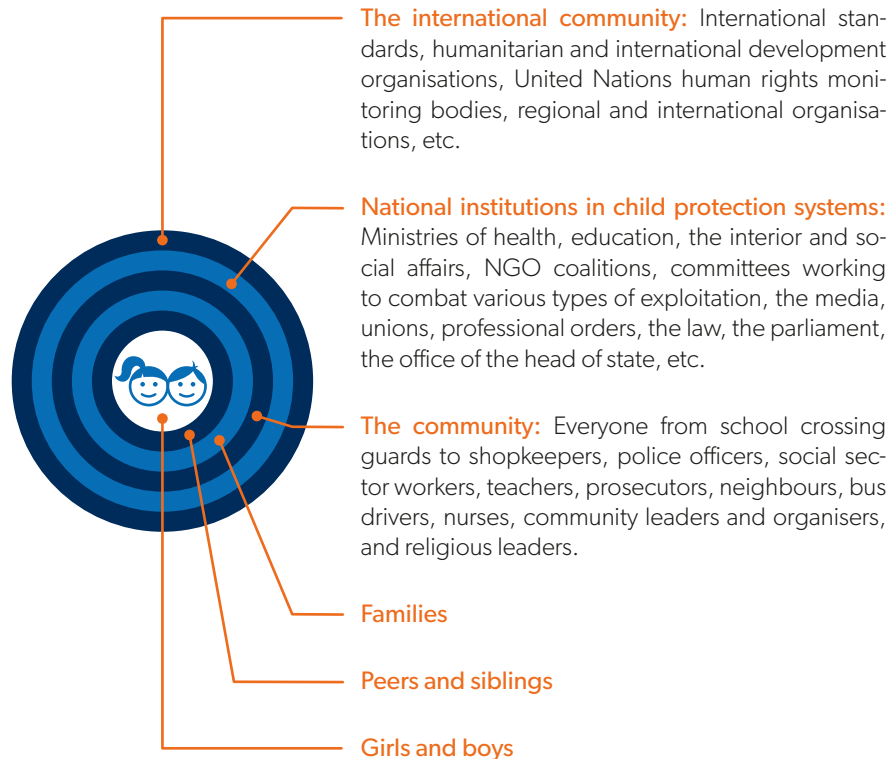 The international community: International stan-
dards, humanitarian and international development
organisations, United Nations human rights moni-
toring bodies, regional and international organisa-
tions, etc.
National institutions in child protection systems:
Ministries of health, education, the interior and so-
cial affairs, NGO coalitions, committees working
to combat various types of exploitation, the media,
unions, professional orders, the law, the parliament,
the office of the head of state, etc.
The community: Everyone from school crossing
guards to shopkeepers, police officers, social sec-
tor workers, teachers, prosecutors, neighbours, bus
drivers, nurses, community leaders and organisers,
and religious leaders.
Families
Peers and siblings
Girls and boys